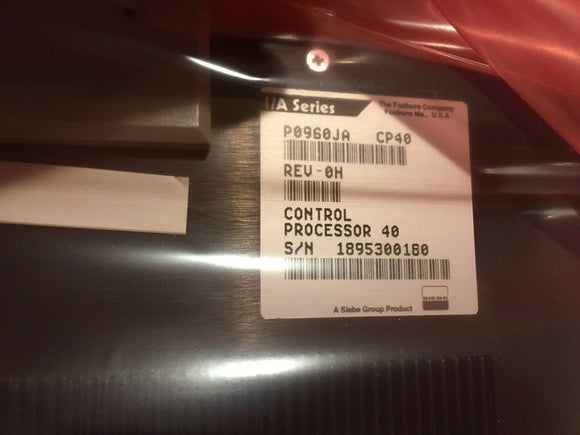 I/A Series
The Foxboro Company
Foxboro Ma., U.S.A
P0960JA CP40
REV-0H
CONTROL
PROCESSOR 40
S/N 1895300180
A Siebe Group Product